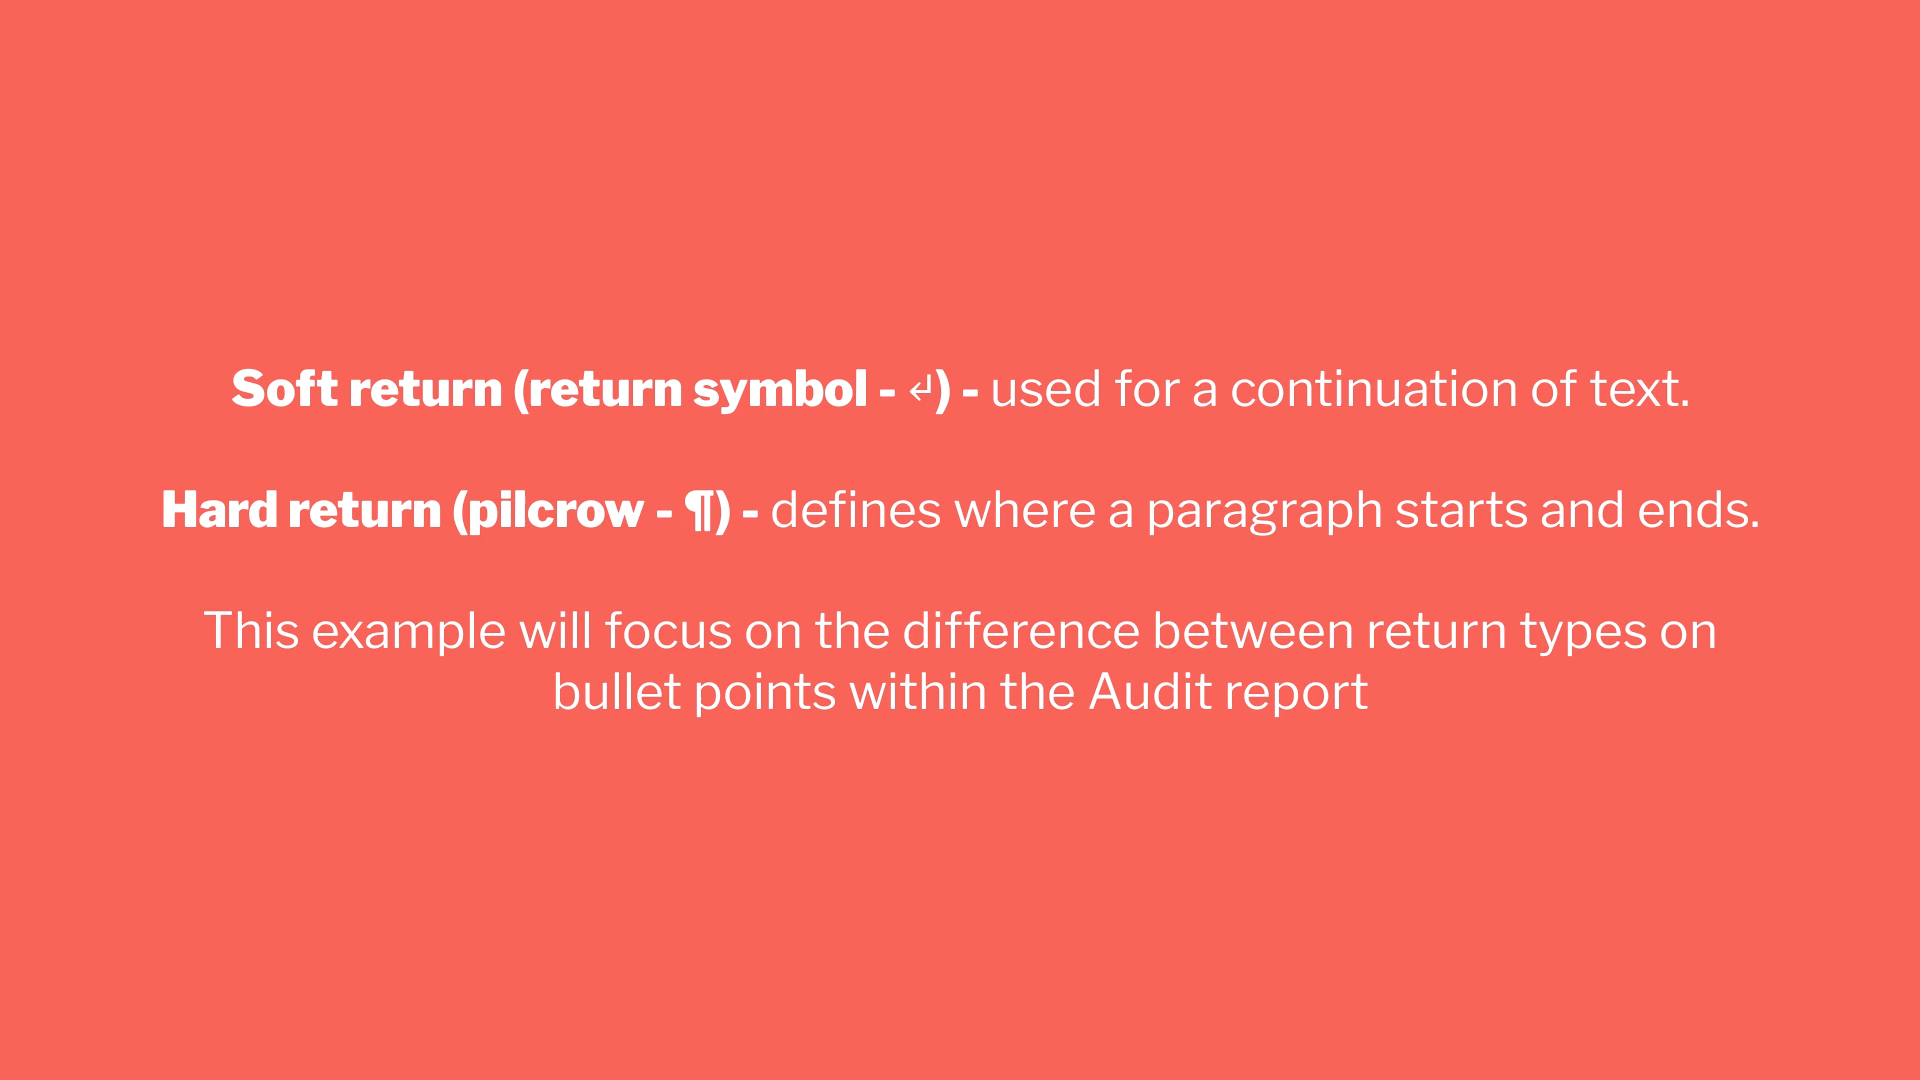 Soft return (return symbol - ↵) - used for a continuation of text.
Hard return (pilcrow - ¶) - defines where a paragraph starts and ends.
This example will focus on the difference between return types on
bullet points within the Audit report